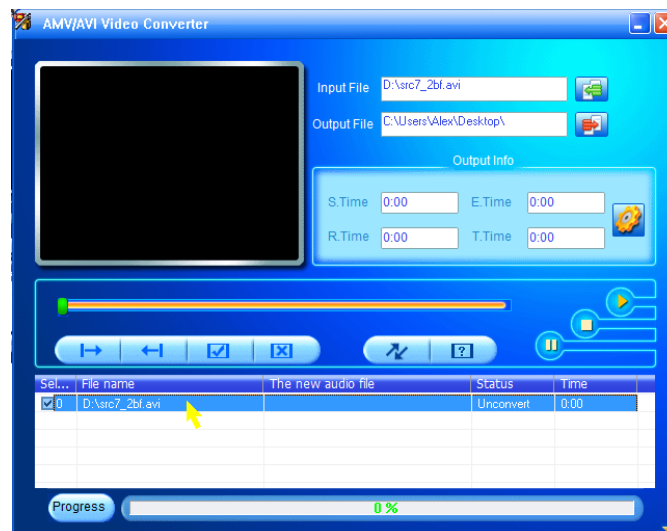 AMV/AVI Video Converter
Input File D:\src7_2bf.avi
Output File C:\Users\Alex\Desktop\
Output Info
S.Time 0:00 E.Time 0:00
R.Time 0:00 T.Time 0:00
Sel... File name The new audio file Status Time
0 D:\src7_2bf.avi Unconvert 0:00
Progress 0 %